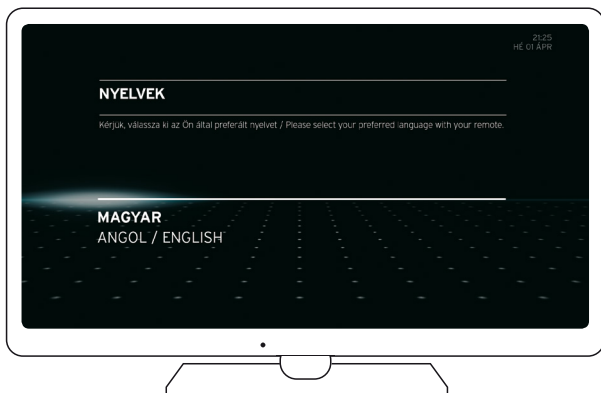 21:25
HÉ 01 ÁPR
NYELVEK
Kérjük, válassza ki az Ön által preferált nyelvet / Please select your preferred language with your remote.
MAGYAR
ANGOL / ENGLISH